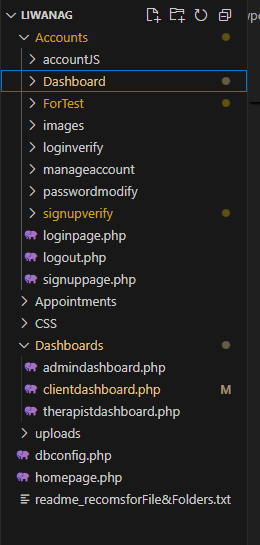 LIWANAG
Accounts
accountJS
Dashboard
ForTest
images
loginverify
manageaccount
passwordmodify
signupverify
loginpage.php
logout.php
signuppage.php
Appointments
CSS
Dashboards
admindashboard.php
clientdashboard.php M
therapistdashboard.php
uploads
dbconfig.php
homepage.php
readme_recomsforFile&Folders.txt